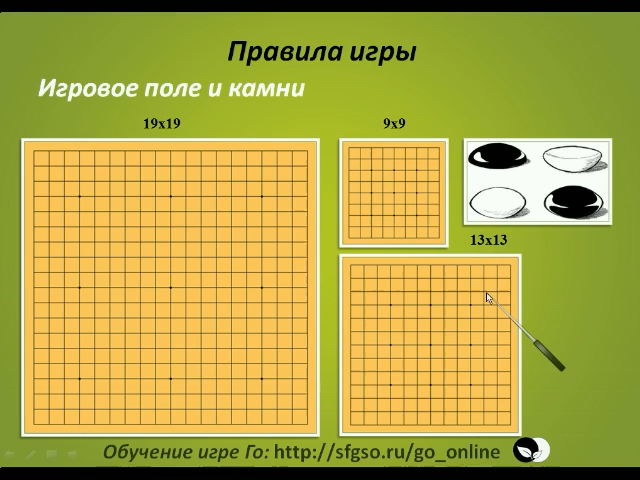 Правила игры
Игровое поле и камни
19x19
9x9
13x13
Обучение игре Го: http://sfgso.ru/go_online